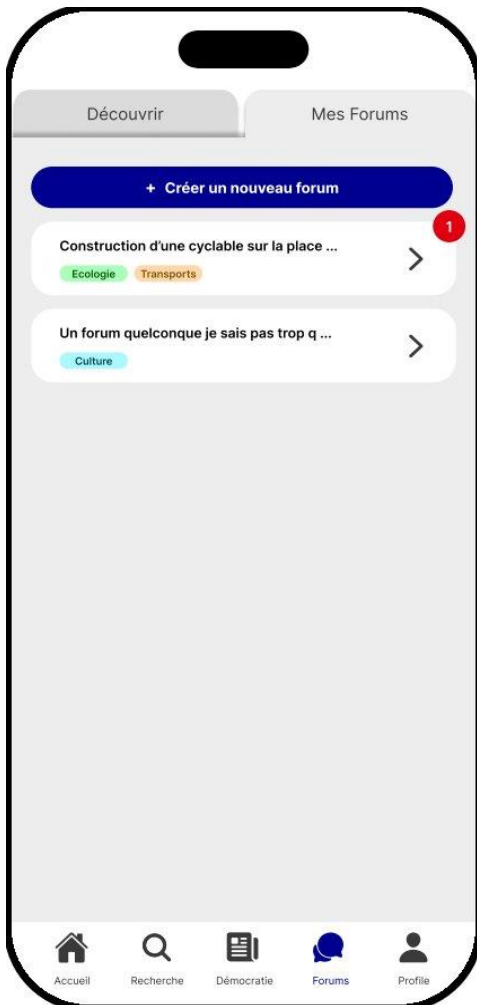 Découvrir
Mes Forums
+ Créer un nouveau forum
1
Construction d'une cyclable sur la place ...
Ecologie
Transports
Un forum quelconque je sais pas trop q ...
Culture
Accueil
Recherche
Démocratie
Forums
Profile